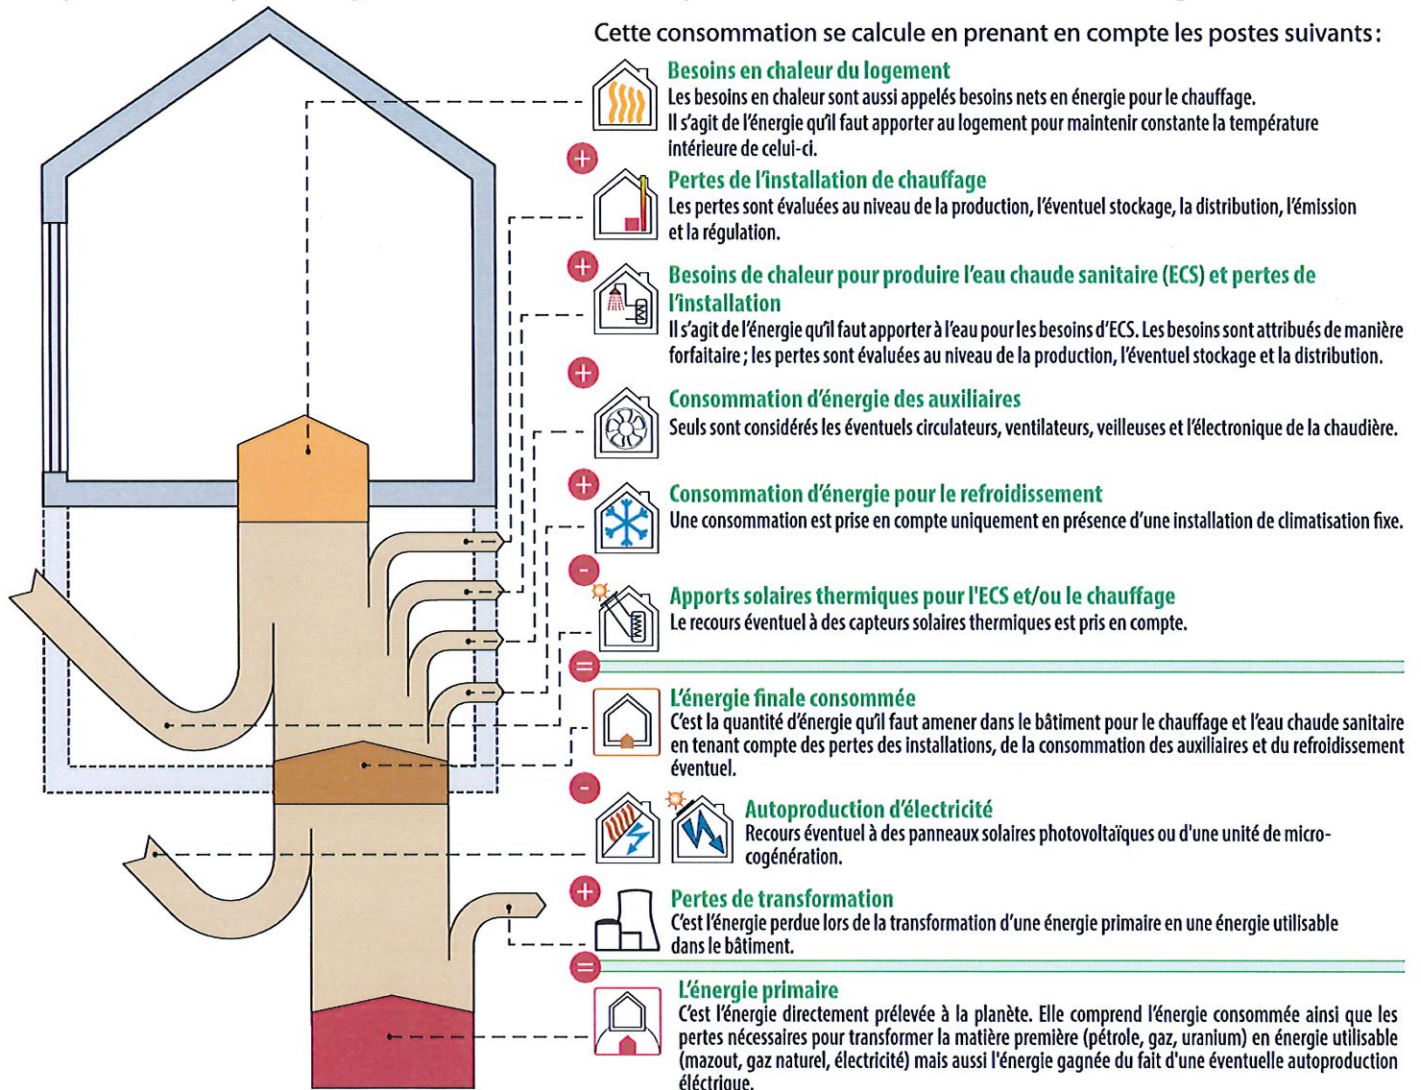 Cette consommation se calcule en prenant en compte les postes suivants :
Besoins en chaleur du logement
Les besoins en chaleur sont aussi appelés besoins nets en énergie pour le chauffage.
Il s'agit de l'énergie qu'il faut apporter au logement pour maintenir constante la température
intérieure de celui-ci.
+
Pertes de l'installation de chauffage
Les pertes sont évaluées au niveau de la production, l'éventuel stockage, la distribution, l'émission
et la régulation.
+
Besoins de chaleur pour produire l'eau chaude sanitaire (ECS) et pertes de
l'installation
Il s'agit de l'énergie qu'il faut apporter à l'eau pour les besoins d'ECS. Les besoins sont attribués de manière
forfaitaire ; les pertes sont évaluées au niveau de la production, l'éventuel stockage et la distribution.
+
Consommation d'énergie des auxiliaires
Seuls sont considérés les éventuels circulateurs, ventilateurs, veilleuses et l'électronique de la chaudière.
+
Consommation d'énergie pour le refroidissement
Une consommation est prise en compte uniquement en présence d'une installation de climatisation fixe.
-
Apports solaires thermiques pour l'ECS et/ou le chauffage
Le recours éventuel à des capteurs solaires thermiques est pris en compte.
=
L'énergie finale consommée
C'est la quantité d'énergie qu'il faut amener dans le bâtiment pour le chauffage et l'eau chaude sanitaire
en tenant compte des pertes des installations, de la consommation des auxiliaires et du refroidissement
éventuel.
-
Autoproduction d'électricité
Recours éventuel à des panneaux solaires photovoltaïques ou d'une unité de micro-
cogénération.
+
Pertes de transformation
C'est l'énergie perdue lors de la transformation d'une énergie primaire en une énergie utilisable
dans le bâtiment.
=
L'énergie primaire
C'est l'énergie directement prélevée à la planète. Elle comprend l'énergie consommée ainsi que les
pertes nécessaires pour transformer la matière première (pétrole, gaz, uranium) en énergie utilisable
(mazout, gaz naturel, électricité) mais aussi l'énergie gagnée du fait d'une éventuelle autoproduction
éléctrique.